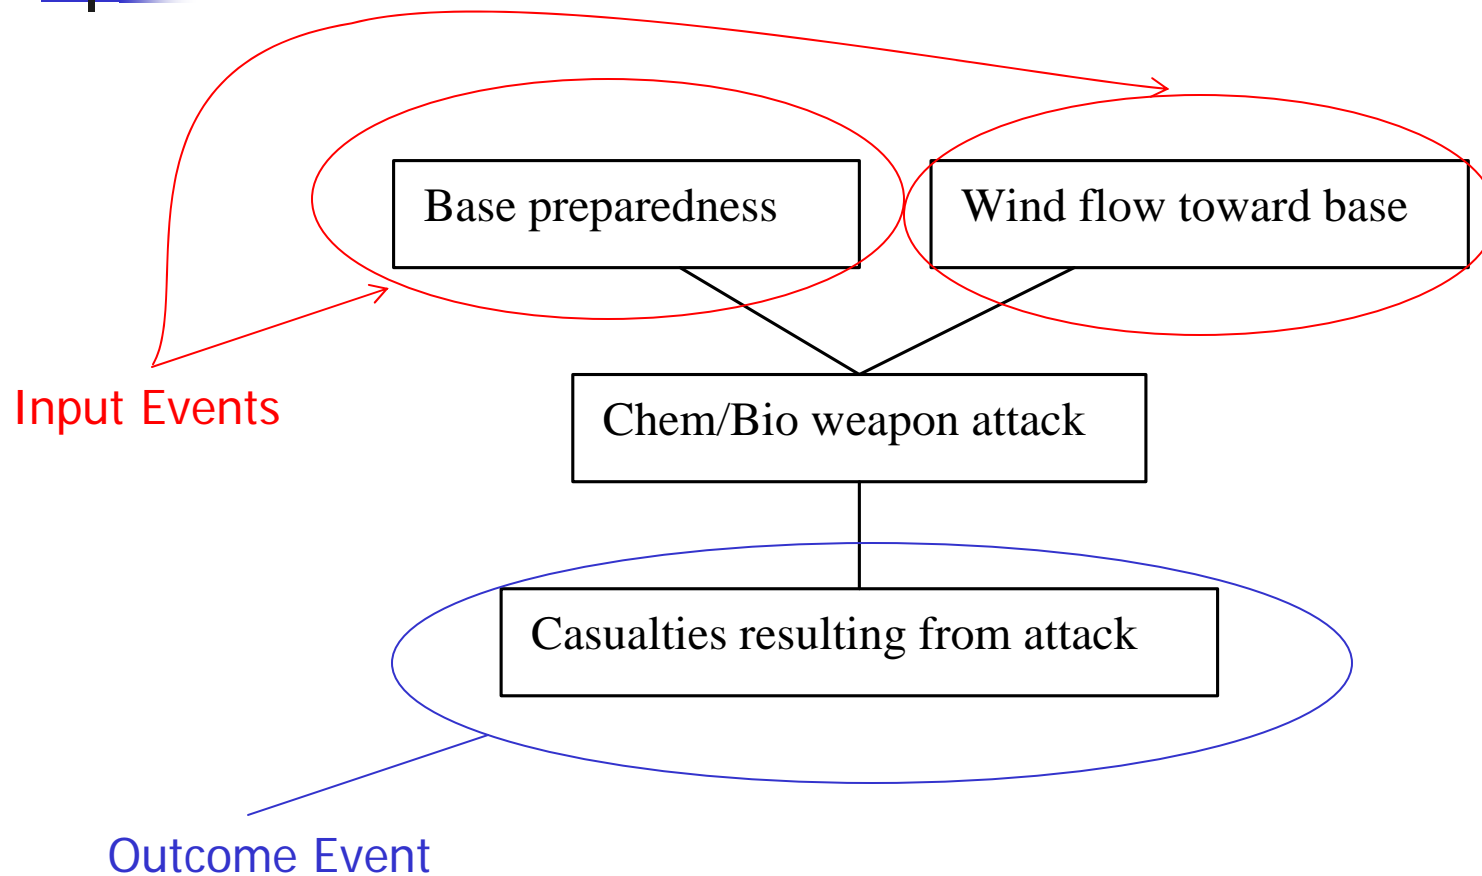 Base preparedness
Wind flow toward base
Input Events
Chem/Bio weapon attack
Casualties resulting from attack
Outcome Event